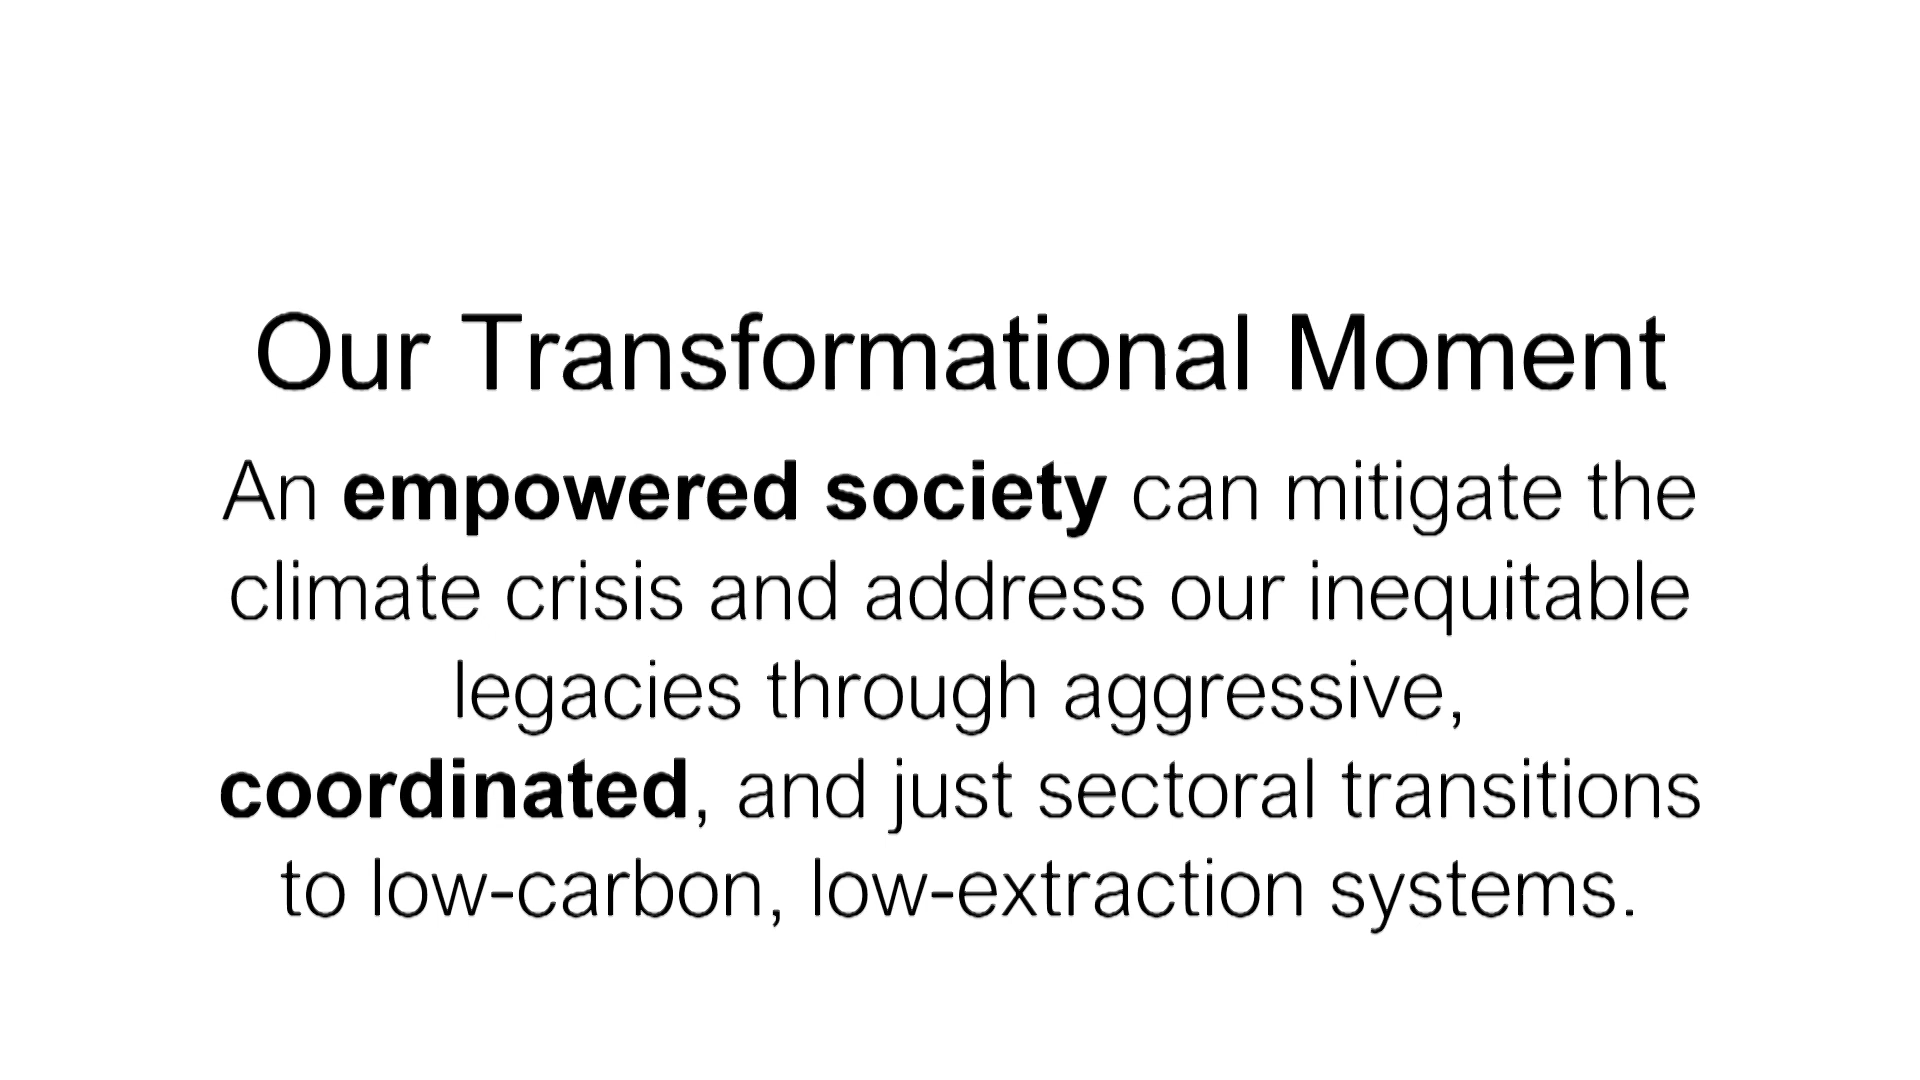 Our Transformational Moment
An empowered society can mitigate the
climate crisis and address our inequitable
legacies through aggressive,
coordinated, and just sectoral transitions
to low-carbon, low-extraction systems.